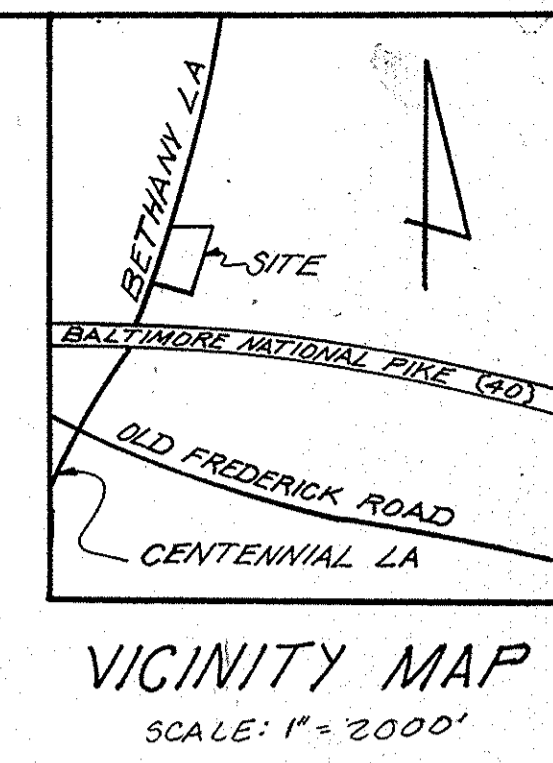 BETHANY LA
SITE
BALTIMORE NATIONAL PIKE (40)
OLD FREDERICK ROAD
CENTENNIAL LA
VICINITY MAP
SCALE: 1" = 2000'